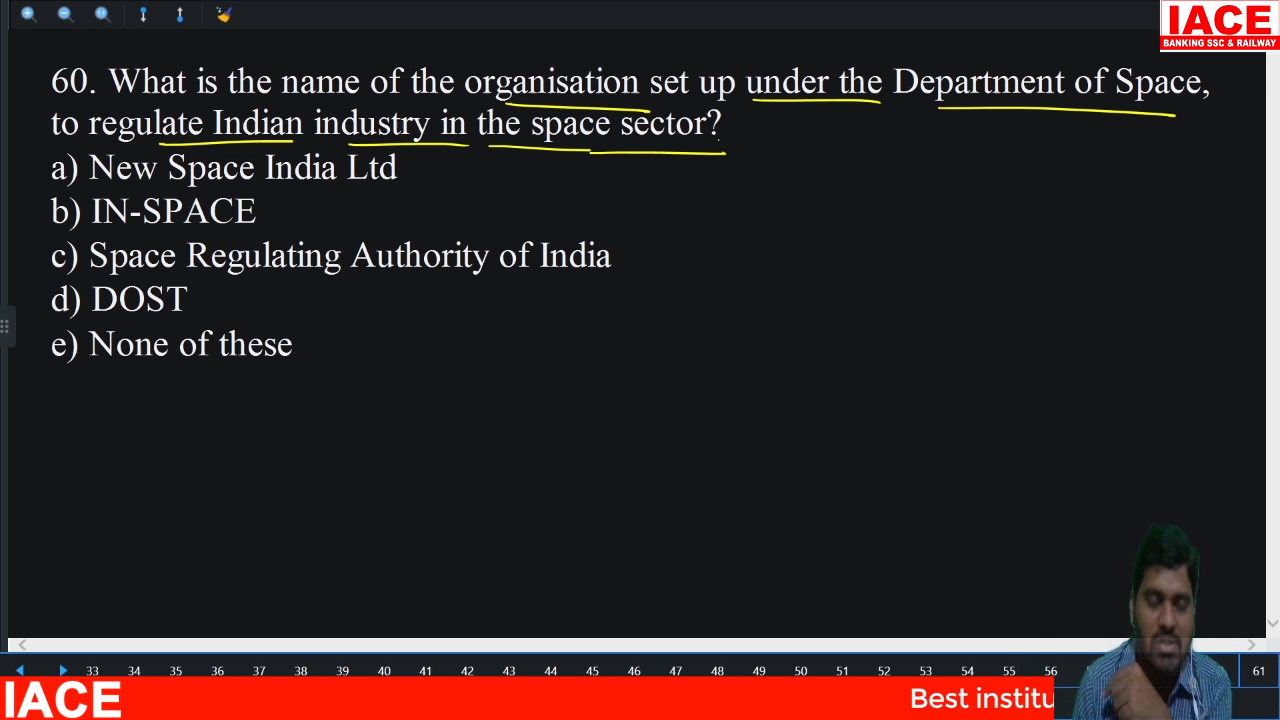 IACE
BANKING SSC & RAILWAY
60. What is the name of the organisation set up under the Department of Space,
to regulate Indian industry in the space sector?
a) New Space India Ltd
b) IN-SPACE
c) Space Regulating Authority of India
d) DOST
e) None of these
33 34 35 36 37 38 39 40 41 42 43 44 45 46 47 48 49 50 51 52 53 54 55 56 61
IACE
Best institu